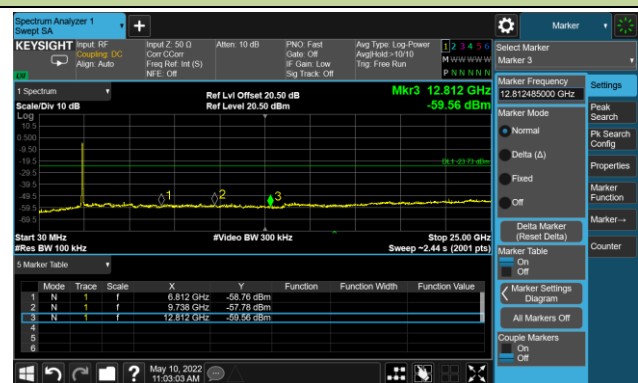 Spectrum Analyzer 1
Swept SA
Marker
KEYSIGHT
Input: RF
Coupling: DC
Align: Auto
Input Z: 50 Ω
Corr CCorr
Freq Ref: Int (S)
NFE: Off
Atten: 10 dB
PNO: Fast
Gate: Off
IF Gain: Low
Sig Track: Off
Avg Type: Log-Power
Avg|Hold:>10/10
Trig: Free Run
1 2 3 4 5 6
M W W W W W
P N N N N N
LXI
1 Spectrum
Scale/Div 10 dB
Log
Ref Lvl Offset 20.50 dB
Ref Level 20.50 dBm
Mkr3 12.812 GHz
-59.56 dBm
10.5
0.500
-9.50
-19.5
-29.5
-39.5
-49.5
-59.5
-69.5
DL1 -23.73 dBm
1
2
3
Start 30 MHz
#Res BW 100 kHz
#Video BW 300 kHz
Stop 25.00 GHz
Sweep ~2.44 s (2001 pts)
5 Marker Table
Mode Trace Scale X Y Function Function Width Function Value
1 N 1 f 6.812 GHz -58.76 dBm
2 N 1 f 9.738 GHz -57.78 dBm
3 N 1 f 12.812 GHz -59.56 dBm
4
5
6
Select Marker
Marker 3
Marker Frequency
12.812485000 GHz
Marker Mode
Normal
Delta (Δ)
Fixed
Off
Delta Marker
(Reset Delta)
Marker Table
On
Off
Marker Settings
Diagram
All Markers Off
Couple Markers
On
Off
Settings
Peak
Search
Pk Search
Config
Properties
Marker
Function
Marker→
Counter
?
May 10, 2022
11:03:03 AM